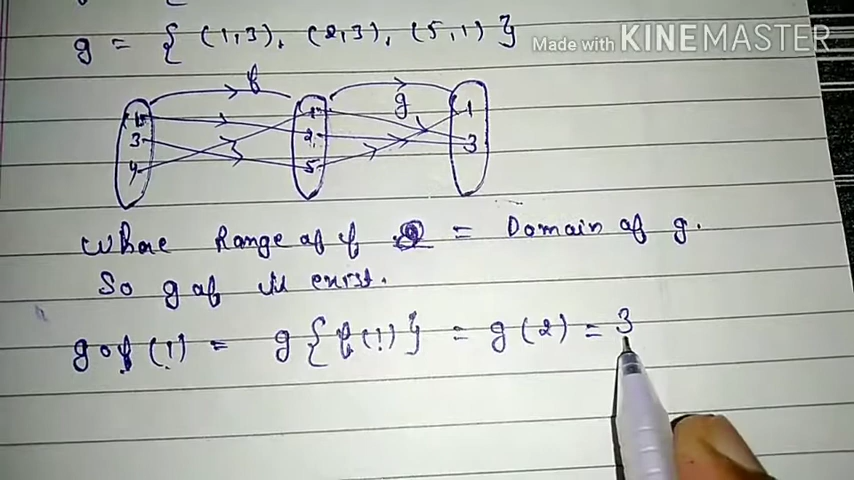 g = { (1,3), (2,3), (5,1) }
Made with KINEMASTER
f
g
1 1 1
3 2 3
4 5
Where Range of f = Domain of g.
So gof is exist.
gof (1) = g{f(1)} = g(2) = 3